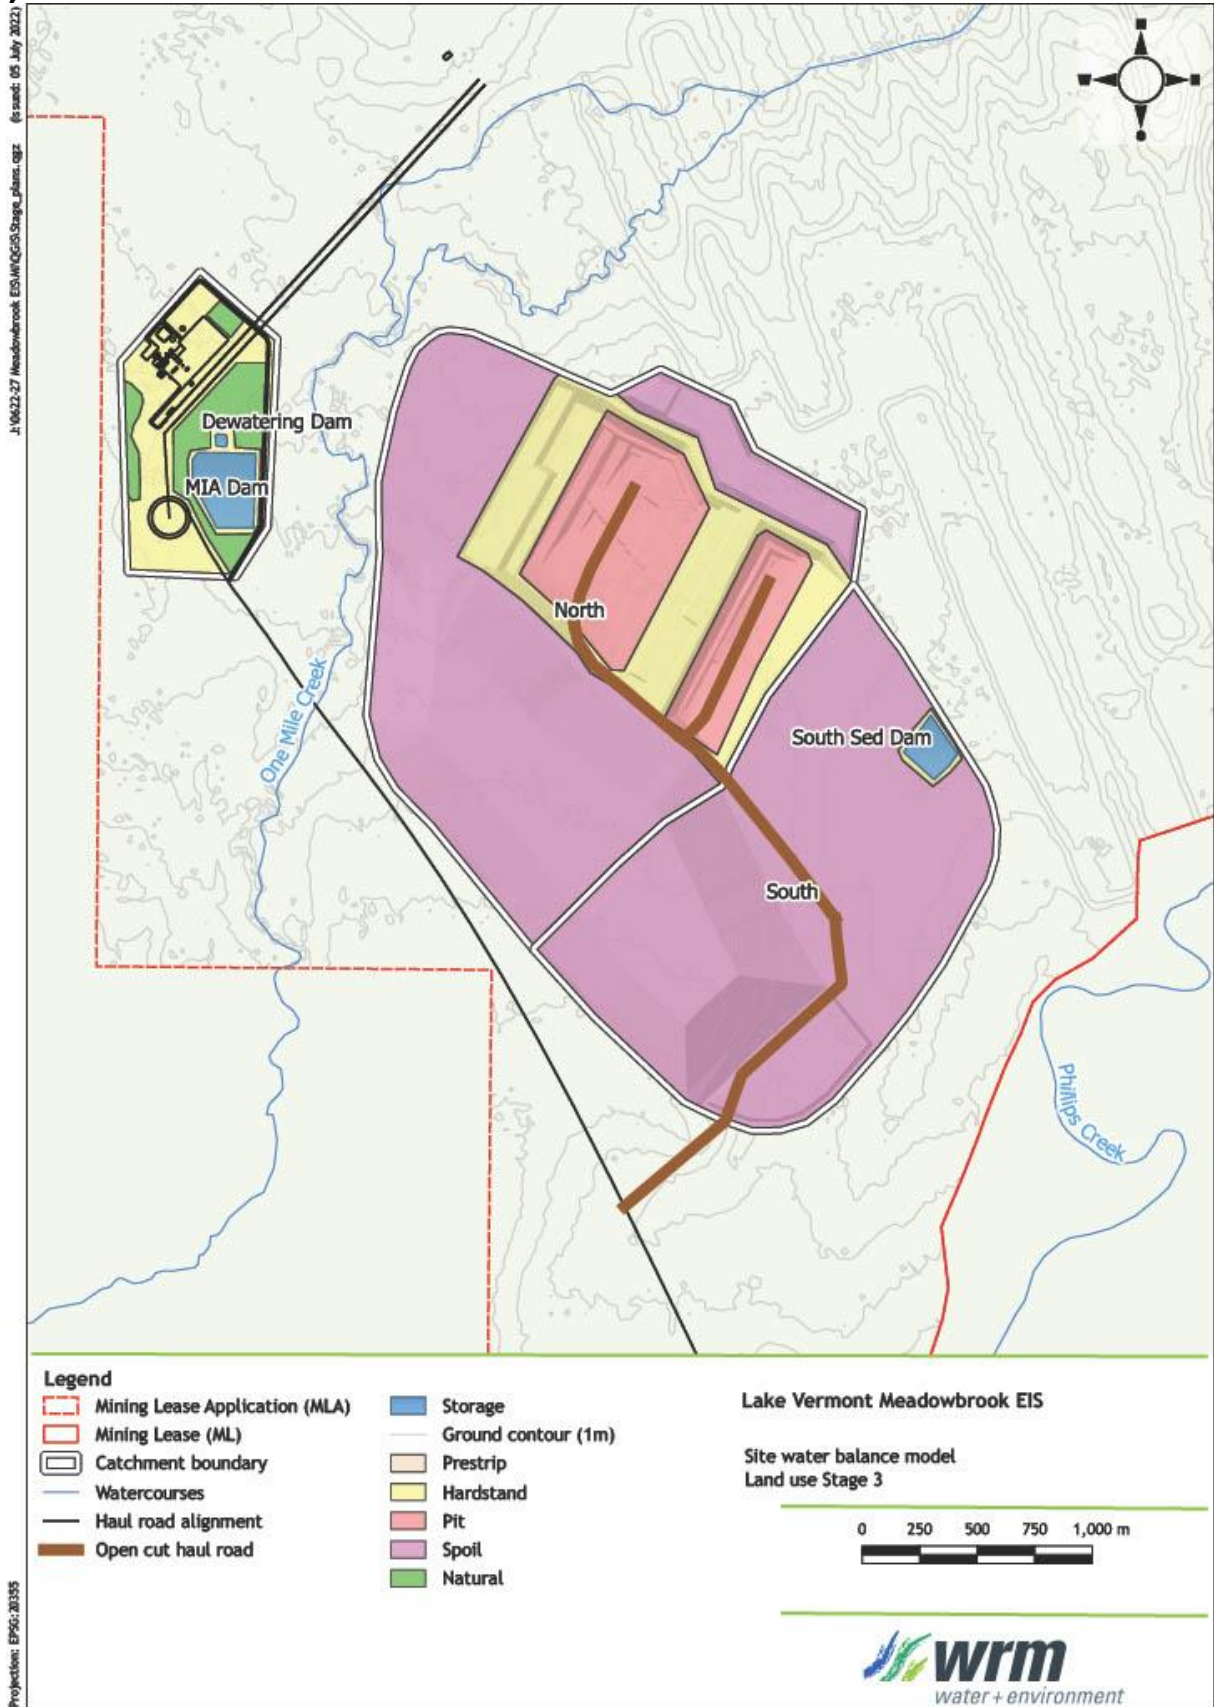 J:\0622-27 Meadowbrook EIS\WQGIS\Stage_plans.qgz (Issued: 05 July 2022)
Dewatering Dam
MIA Dam
North
One Mile Creek
South Sed Dam
South
Phillips Creek
Legend
Mining Lease Application (MLA)
Mining Lease (ML)
Catchment boundary
Watercourses
Haul road alignment
Open cut haul road
Storage
Ground contour (1m)
Prestrip
Hardstand
Pit
Spoil
Natural
Lake Vermont Meadowbrook EIS
Site water balance model
Land use Stage 3
0 250 500 750 1,000 m
Projection: EPSG:20355
wrm
water + environment